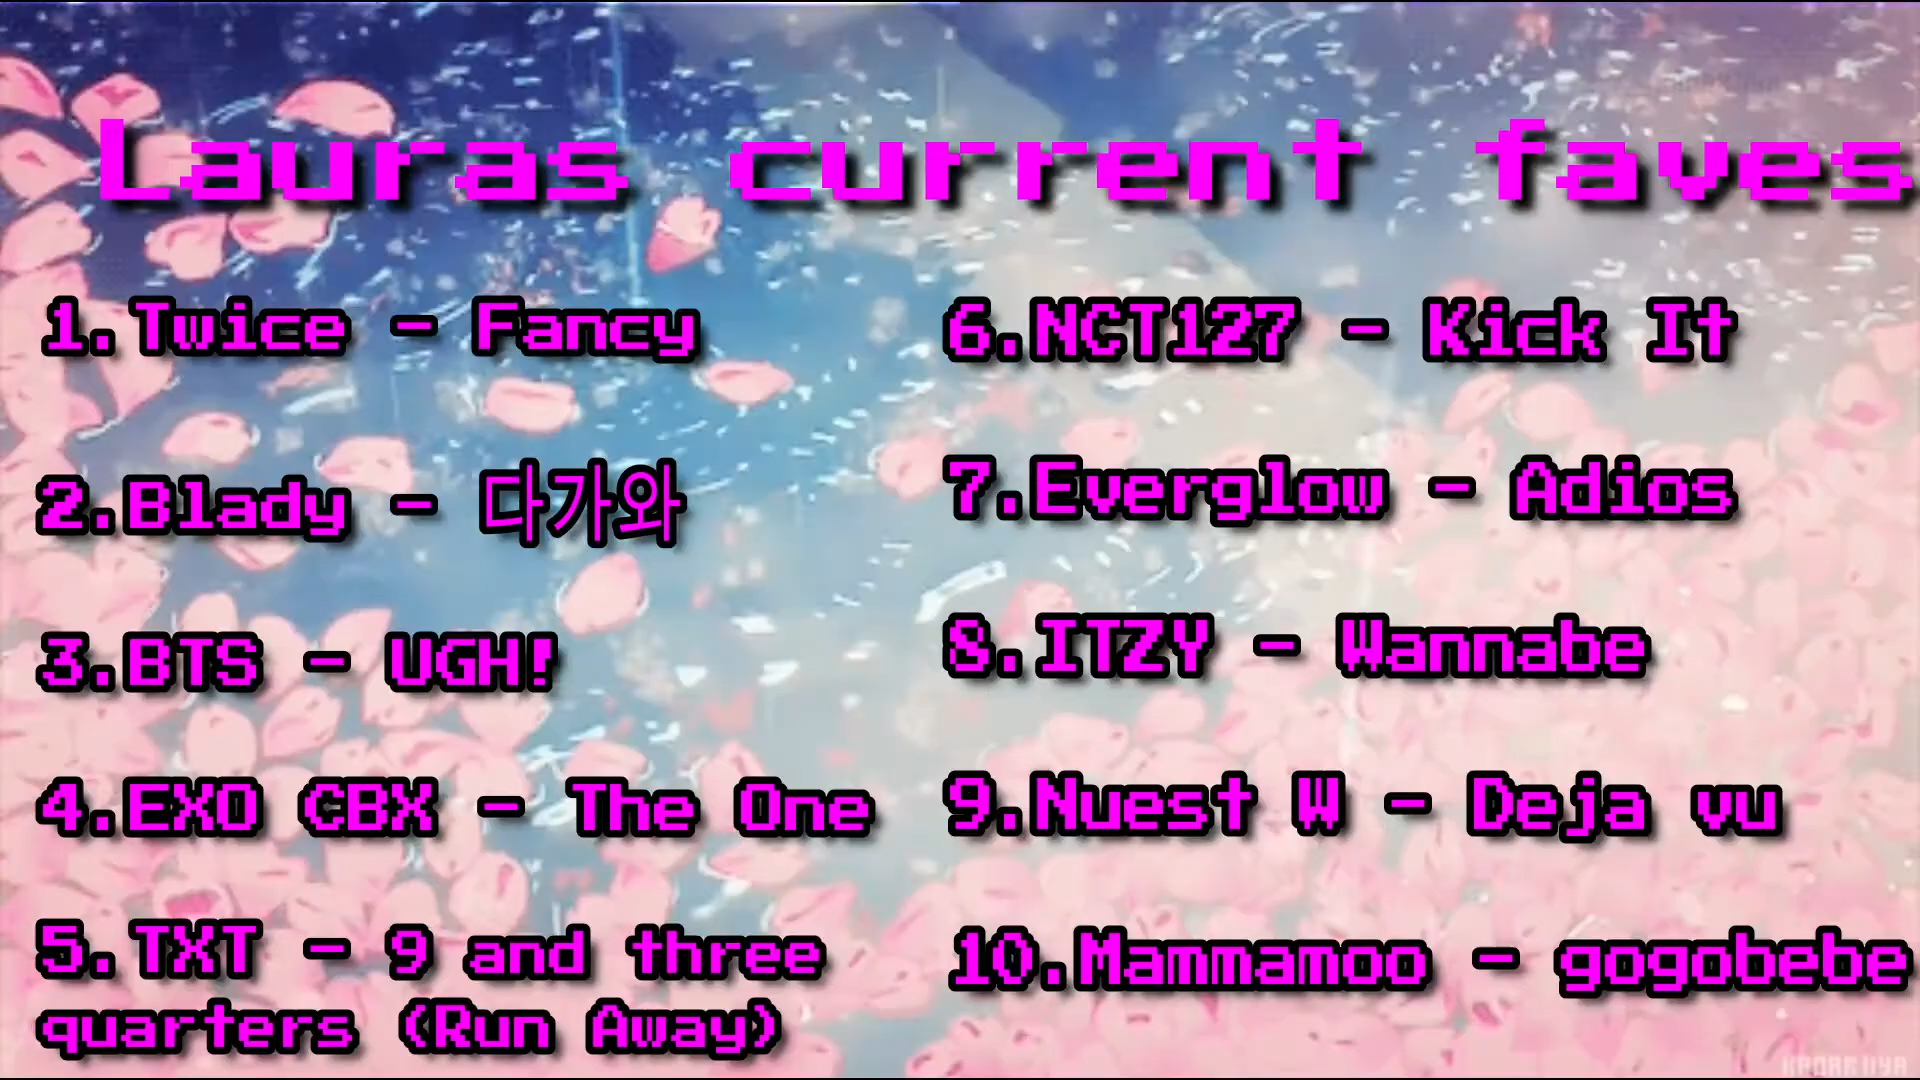 Lauras current faves
1.Twice - Fancy
2.Blady - 다가와
3.BTS - UGH!
4.EXO CBX - The One
5.TXT - 9 and three
quarters (Run Away)
6.NCT127 - Kick It
7.Everglow - Adios
8.ITZY - Wannabe
9.Nuest W - Deja vu
10.Mammamoo - gogobebe